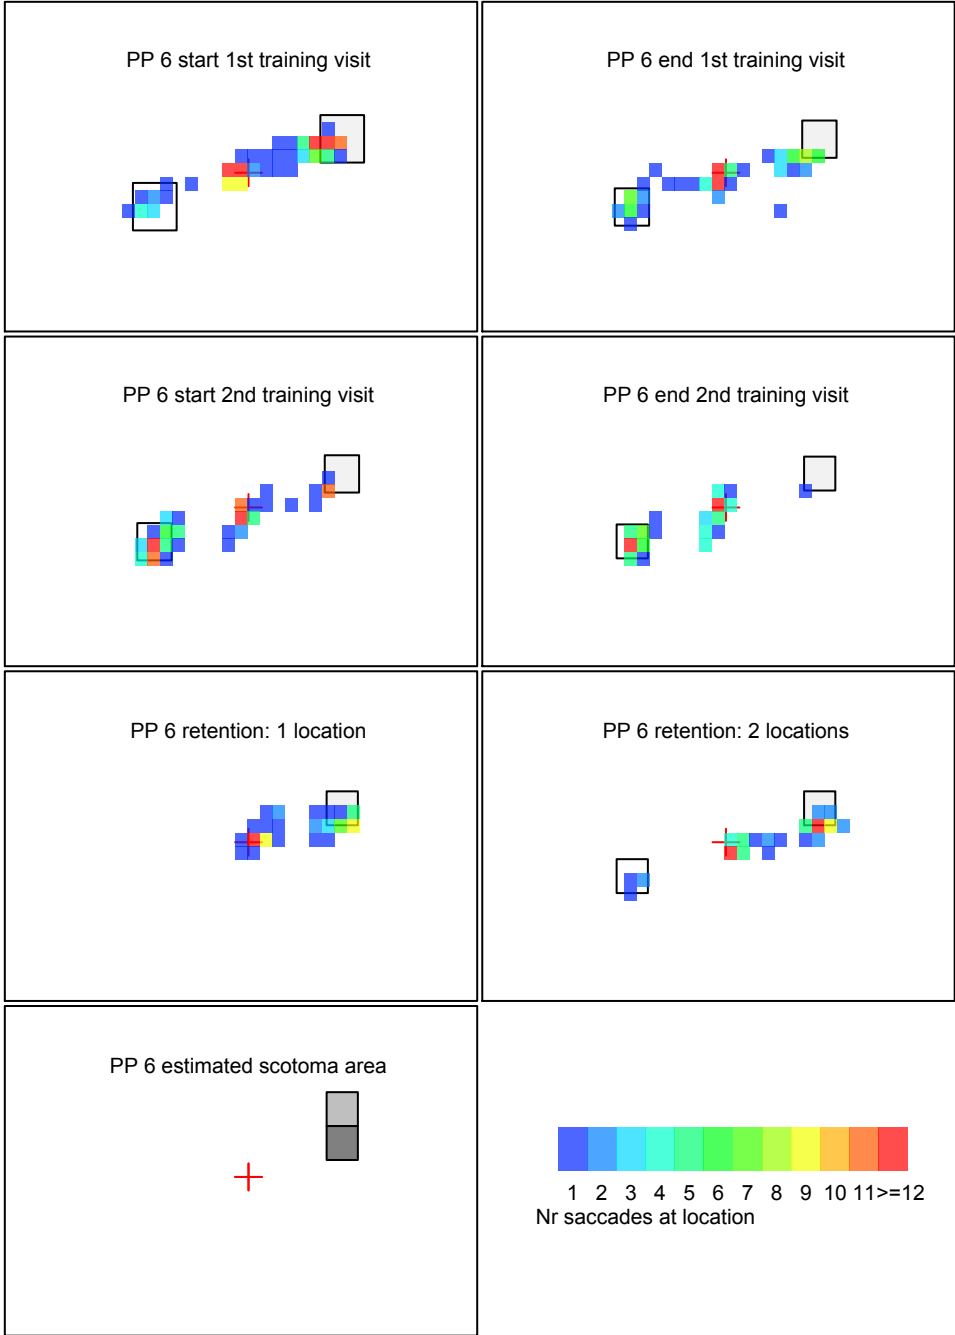 PP 6 start 1st training visit
PP 6 end 1st training visit
PP 6 start 2nd training visit
PP 6 end 2nd training visit
PP 6 retention: 1 location
PP 6 retention: 2 locations
PP 6 estimated scotoma area
1 2 3 4 5 6 7 8 9 10 11 >=12
Nr saccades at location